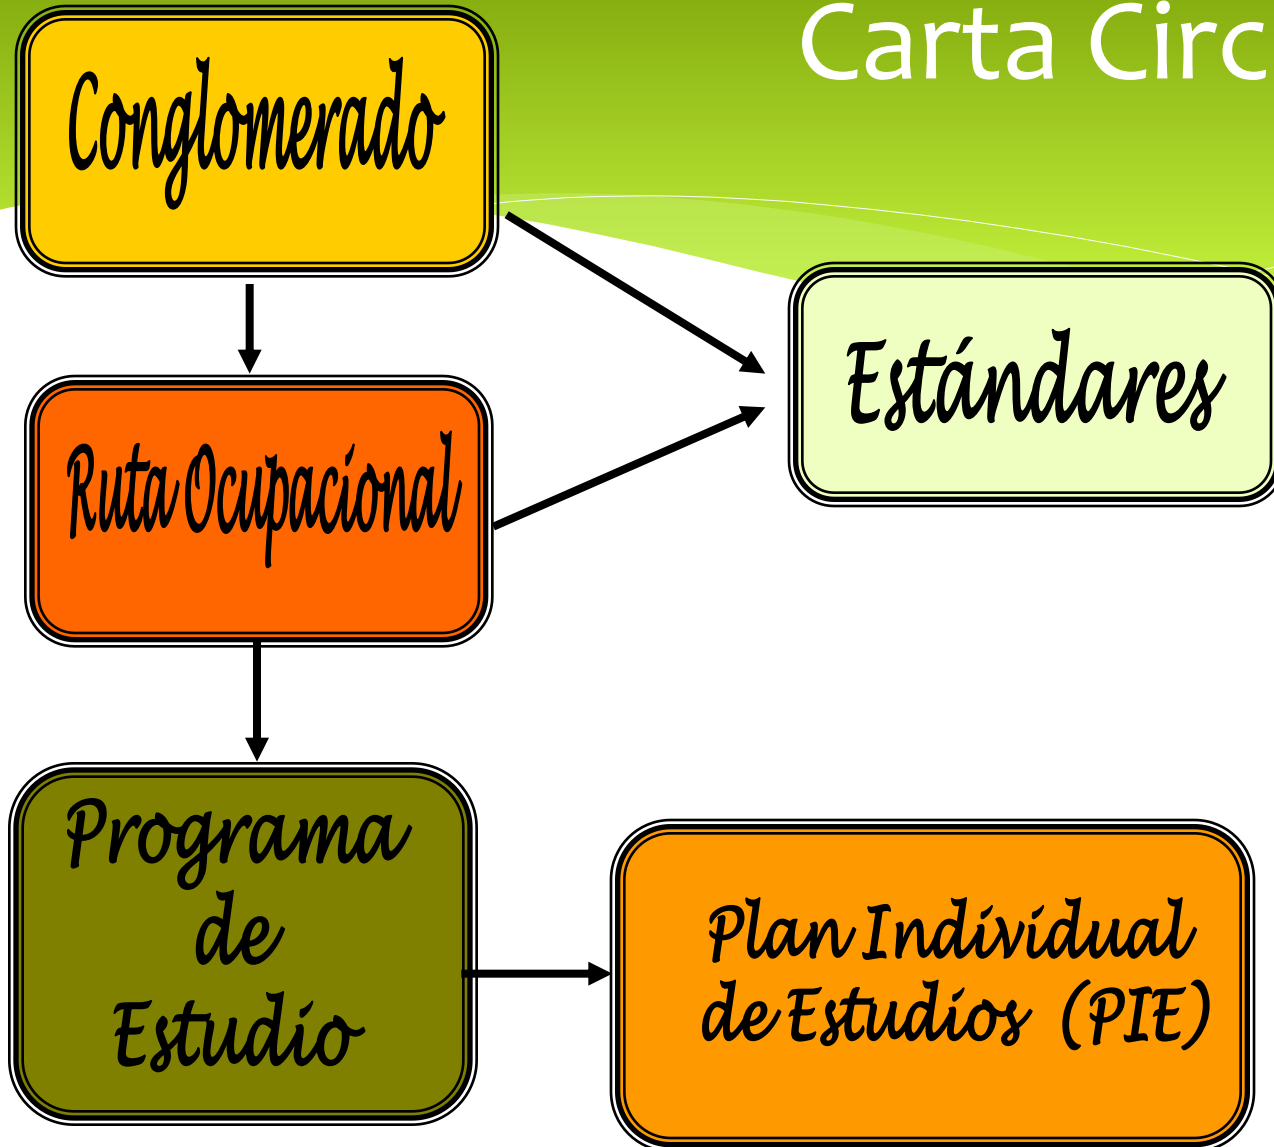 Carta Circ
Conglomerado
Estándares
Ruta Ocupacional
Programa
de
Estudio
Plan Individual
de Estudios (PIE)